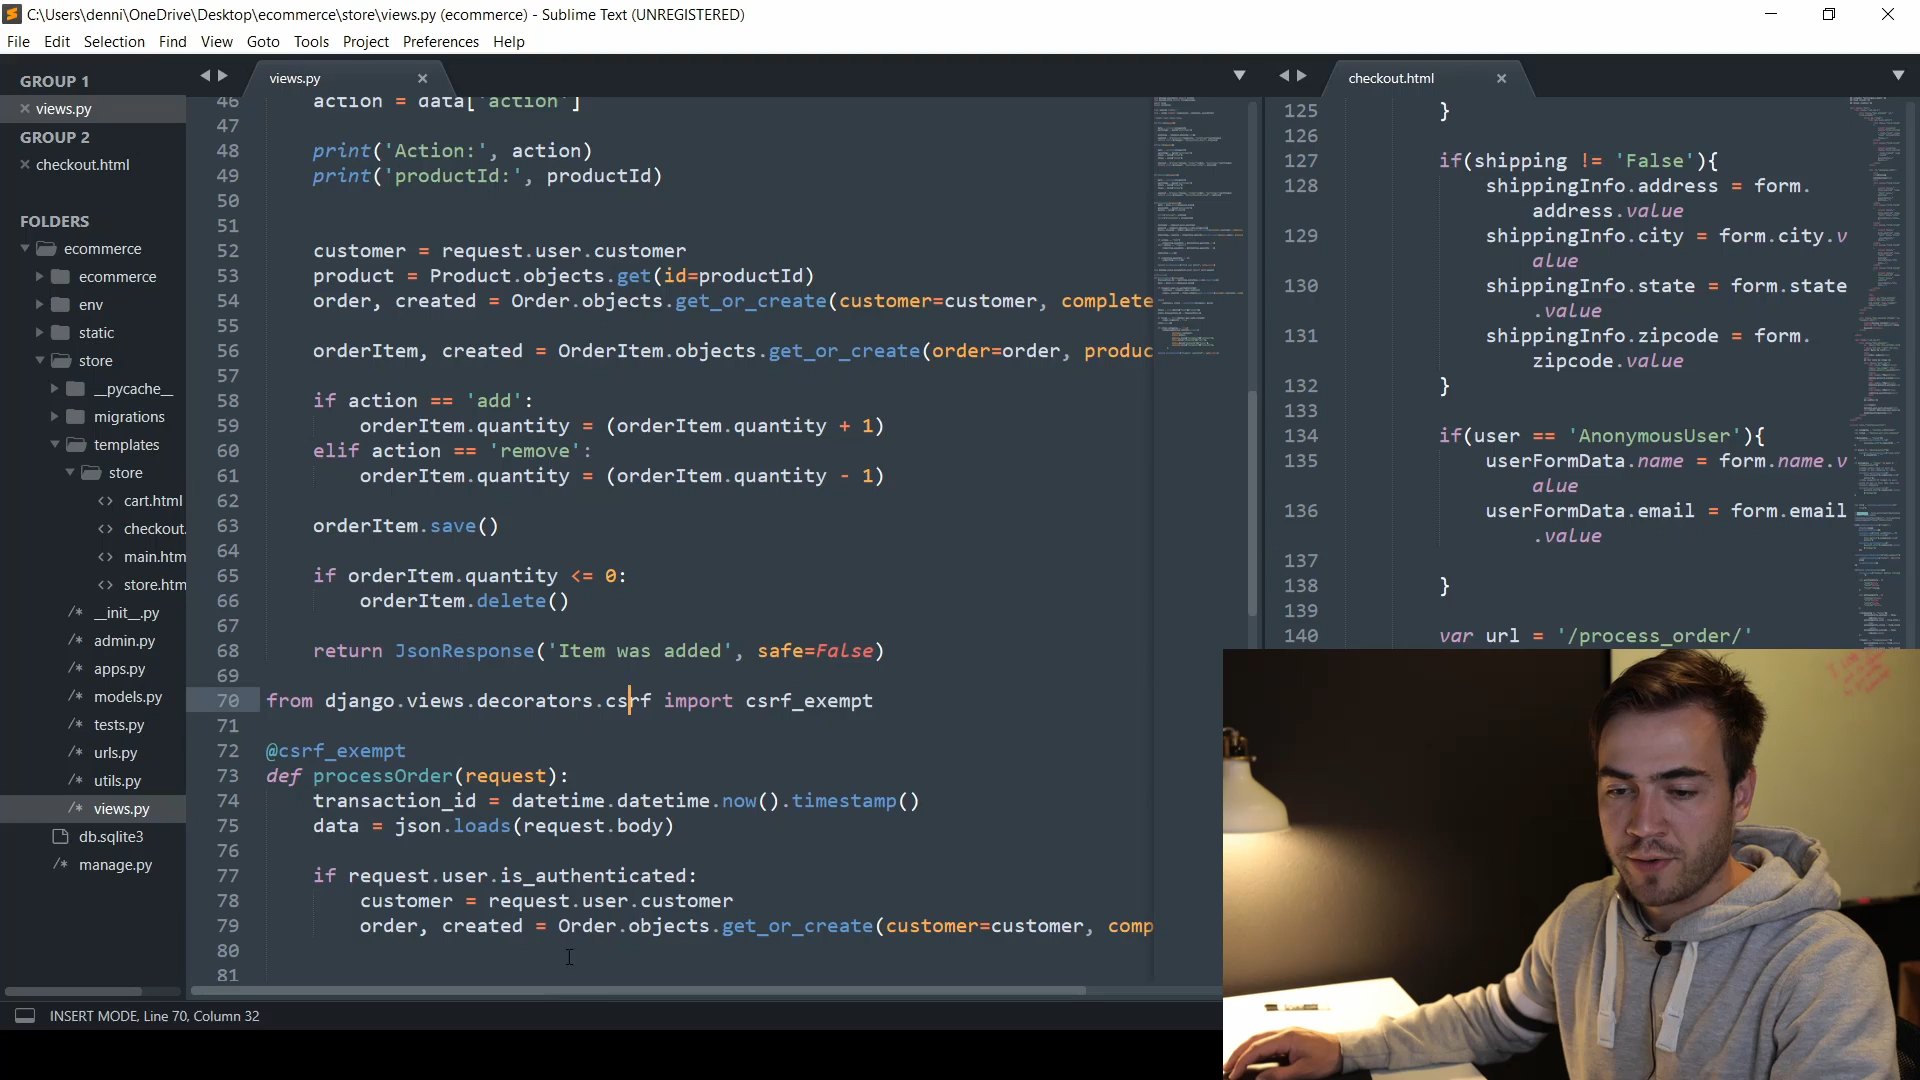 C:\Users\denni\OneDrive\Desktop\ecommerce\store\views.py (ecommerce) - Sublime Text (UNREGISTERED)
File Edit Selection Find View Goto Tools Project Preferences Help
GROUP 1
views.py
GROUP 2
checkout.html
FOLDERS
ecommerce
ecommerce
env
static
store
__pycache__
migrations
templates
store
<> cart.html
<> checkout.
<> main.htm
<> store.htm
/* __init__.py
/* admin.py
/* apps.py
/* models.py
/* tests.py
/* urls.py
/* utils.py
/* views.py
db.sqlite3
/* manage.py
views.py
46 action = data['action']
47
48 print('Action:', action)
49 print('productId:', productId)
50
51
52 customer = request.user.customer
53 product = Product.objects.get(id=productId)
54 order, created = Order.objects.get_or_create(customer=customer, complete
55
56 orderItem, created = OrderItem.objects.get_or_create(order=order, produc
57
58 if action == 'add':
59 orderItem.quantity = (orderItem.quantity + 1)
60 elif action == 'remove':
61 orderItem.quantity = (orderItem.quantity - 1)
62
63 orderItem.save()
64
65 if orderItem.quantity <= 0:
66 orderItem.delete()
67
68 return JsonResponse('Item was added', safe=False)
69
70 from django.views.decorators.csrf import csrf_exempt
71
72 @csrf_exempt
73 def processOrder(request):
74 transaction_id = datetime.datetime.now().timestamp()
75 data = json.loads(request.body)
76
77 if request.user.is_authenticated:
78 customer = request.user.customer
79 order, created = Order.objects.get_or_create(customer=customer, comp
80
81
checkout.html
125 }
126
127 if(shipping != 'False'){
128 shippingInfo.address = form.
address.value
129 shippingInfo.city = form.city.v
alue
130 shippingInfo.state = form.state
.value
131 shippingInfo.zipcode = form.
zipcode.value
132 }
133
134 if(user == 'AnonymousUser'){
135 userFormData.name = form.name.v
alue
136 userFormData.email = form.email
.value
137
138 }
139
140 var url = '/process_order/'
INSERT MODE, Line 70, Column 32